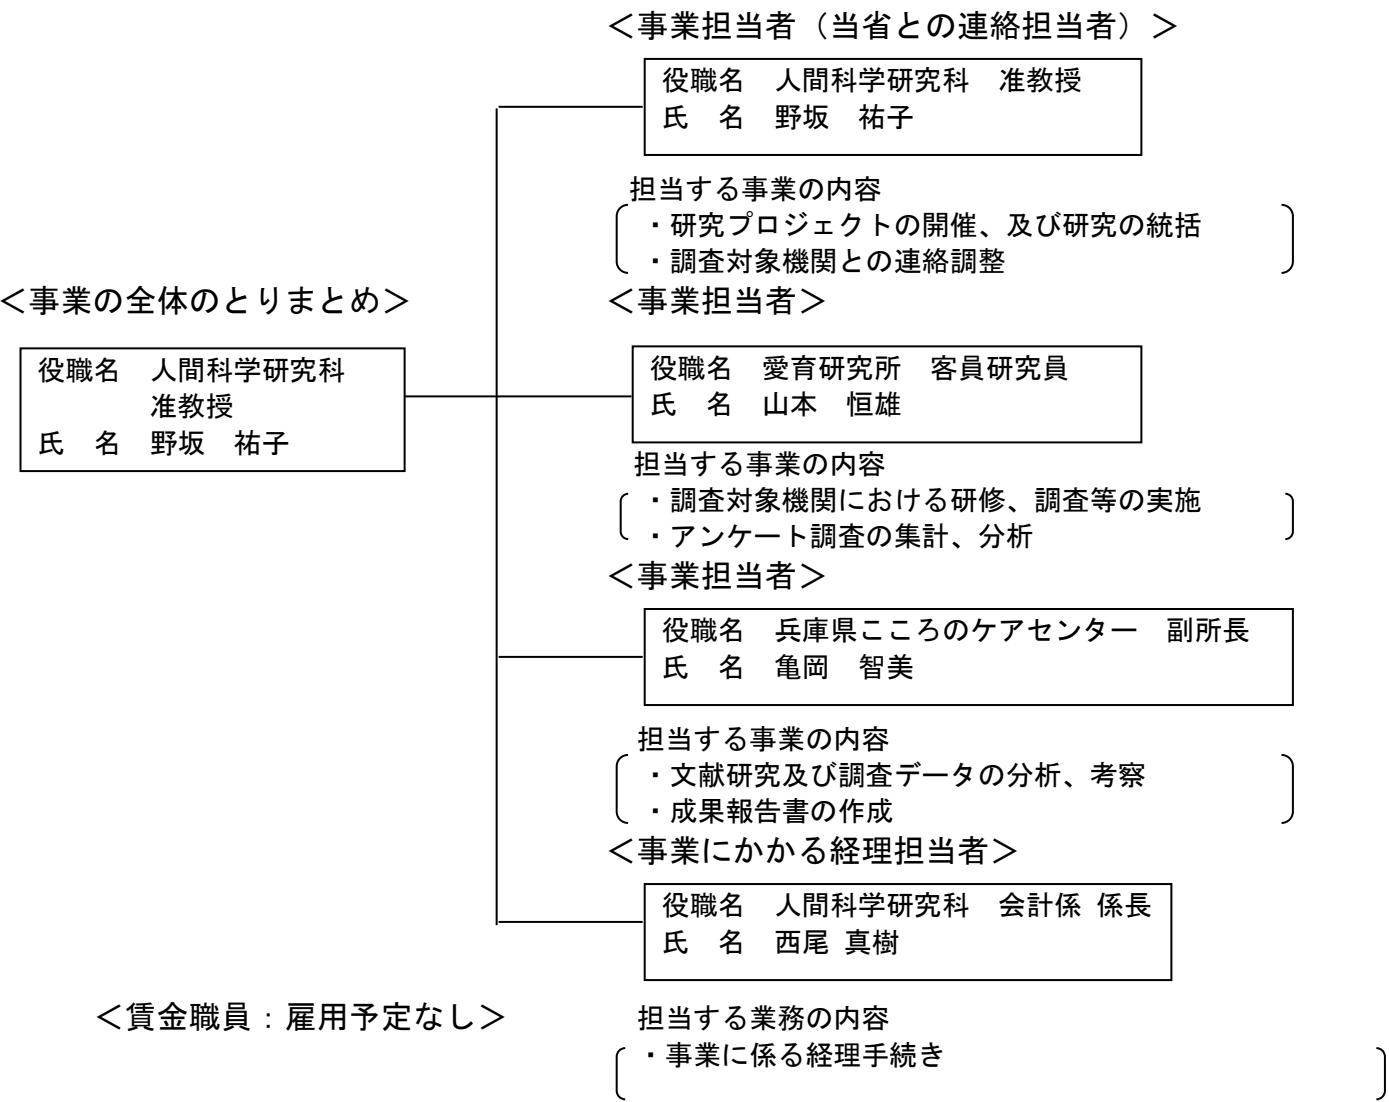 ＜事業担当者（当省との連絡担当者）＞
役職名　人間科学研究科　准教授
氏　名　野坂　祐子
担当する事業の内容
・研究プロジェクトの開催、及び研究の統括
・調査対象機関との連絡調整
＜事業の全体のとりまとめ＞
役職名　人間科学研究科
准教授
氏　名　野坂　祐子
＜事業担当者＞
役職名　愛育研究所　客員研究員
氏　名　山本　恒雄
担当する事業の内容
・調査対象機関における研修、調査等の実施
・アンケート調査の集計、分析
＜事業担当者＞
役職名　兵庫県こころのケアセンター　副所長
氏　名　亀岡　智美
担当する事業の内容
・文献研究及び調査データの分析、考察
・成果報告書の作成
＜事業にかかる経理担当者＞
役職名　人間科学研究科　会計係 係長
氏　名　西尾 真樹
＜賃金職員：雇用予定なし＞
担当する業務の内容
・事業に係る経理手続き